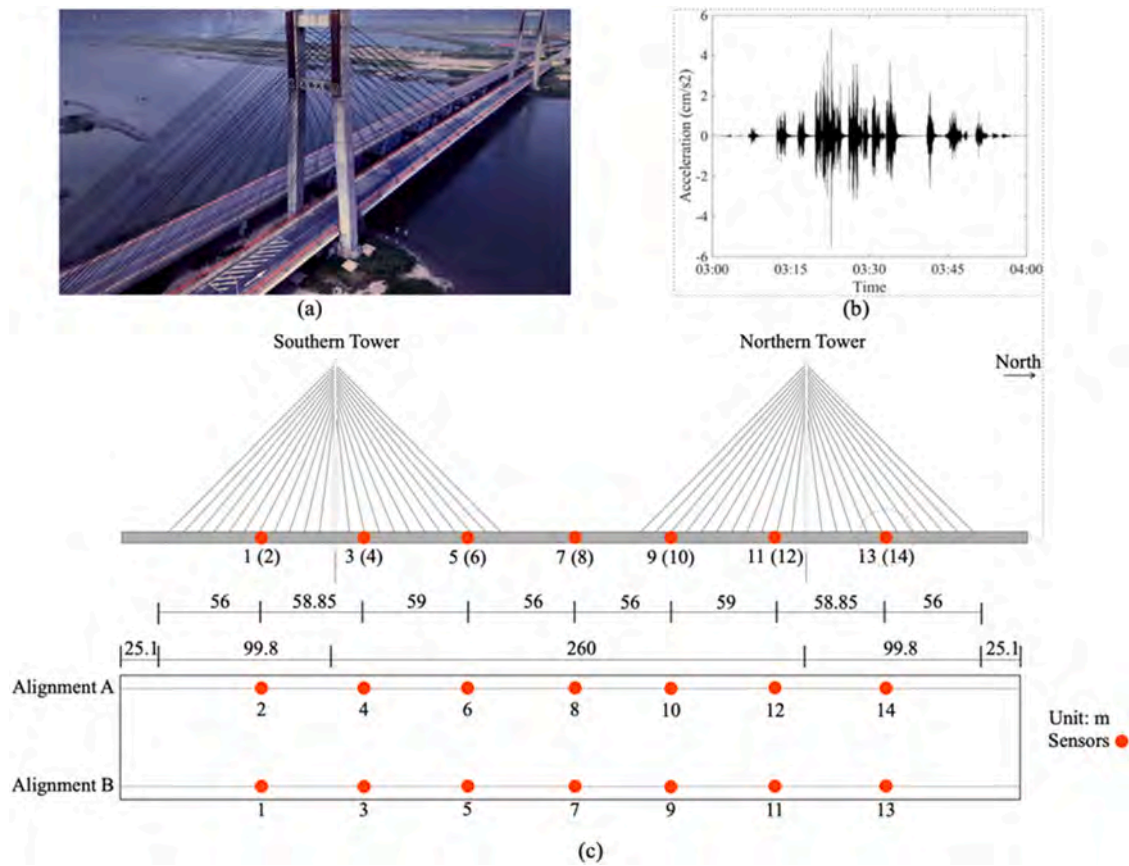 6
4
2
0
-2
-4
-6
Acceleration (cm/s2)
03:00 03:15 03:30 03:45 04:00
Time
(a)
(b)
Southern Tower
Northern Tower
North
1 (2) 3 (4) 5 (6) 7 (8) 9 (10) 11 (12) 13 (14)
56 58.85 59 56 56 59 58.85 56
25.1 99.8 260 99.8 25.1
Alignment A
2 4 6 8 10 12 14
Unit: m
Sensors
Alignment B
1 3 5 7 9 11 13
(c)